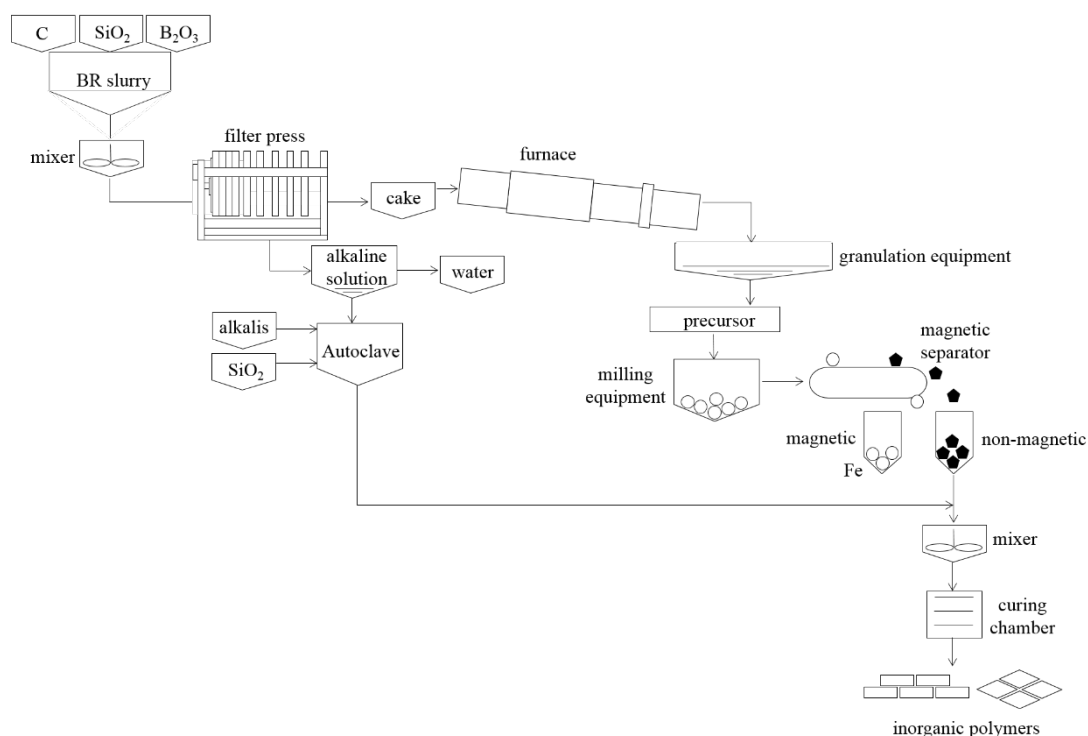 C
SiO₂
B₂O₃
BR slurry
mixer
filter press
furnace
cake
alkaline
solution
water
granulation equipment
precursor
alkalis
SiO₂
Autoclave
milling
equipment
magnetic
separator
magnetic
Fe
non-magnetic
mixer
curing
chamber
inorganic polymers